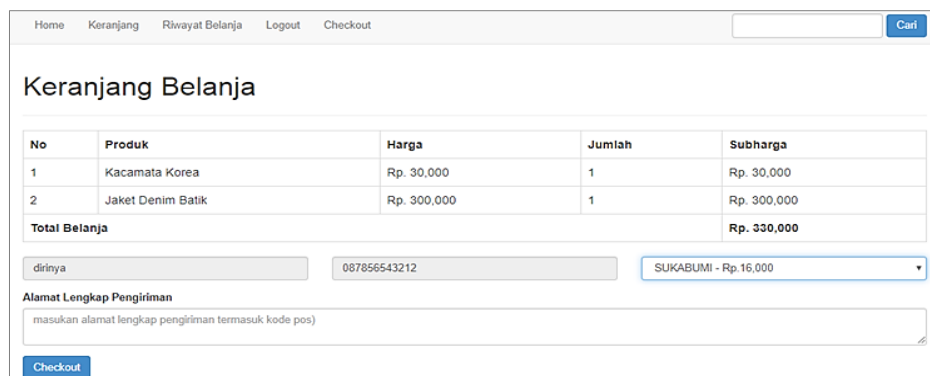 Home Keranjang Riwayat Belanja Logout Checkout Cari
Keranjang Belanja
No Produk Harga Jumlah Subharga
1 Kacamata Korea Rp. 30,000 1 Rp. 30,000
2 Jaket Denim Batik Rp. 300,000 1 Rp. 300,000
Total Belanja Rp. 330,000
dirinya 087856543212 SUKABUMI - Rp.16,000
Alamat Lengkap Pengiriman
masukan alamat lengkap pengiriman termasuk kode pos)
Checkout